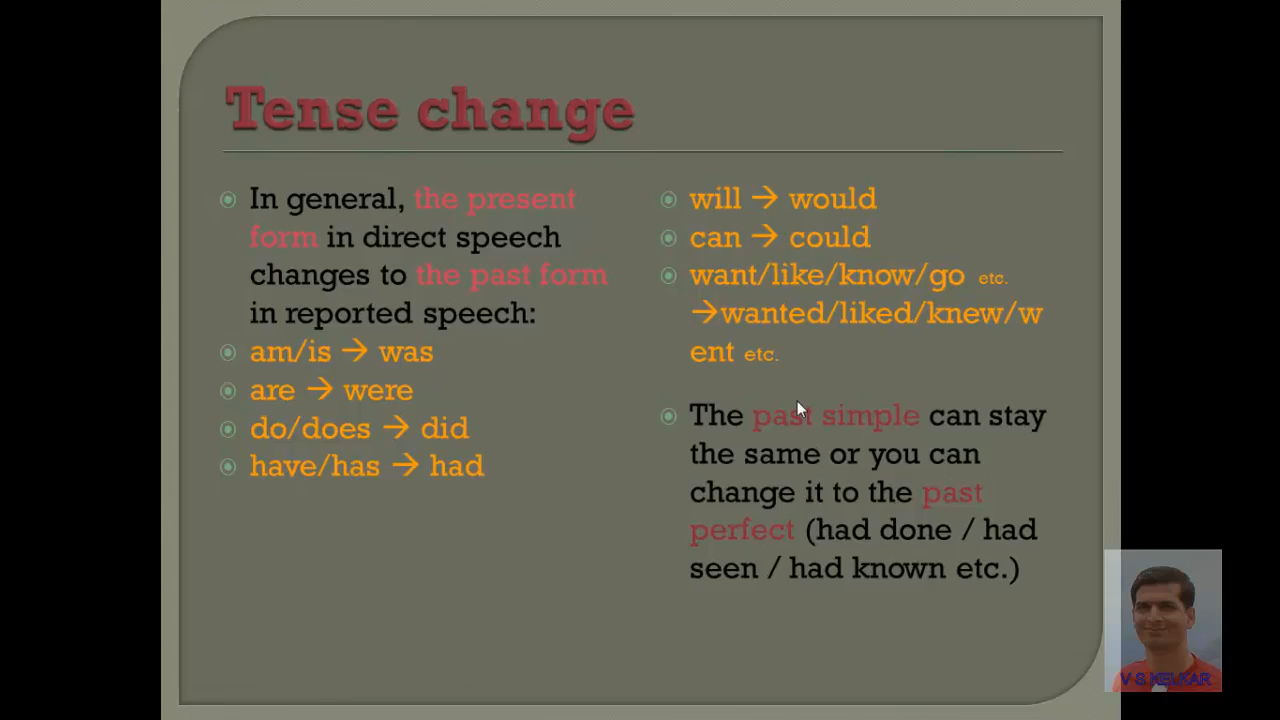 Tense change
In general, the present
form in direct speech
changes to the past form
in reported speech:
am/is → was
are → were
do/does → did
have/has → had
will → would
can → could
want/like/know/go etc.
→wanted/liked/knew/w
ent etc.
The past simple can stay
the same or you can
change it to the past
perfect (had done / had
seen / had known etc.)
V S KELKAR